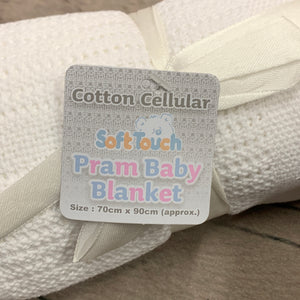 Cotton Cellular
Soft Touch
Pram Baby
Blanket
Size : 70cm x 90cm (approx.)